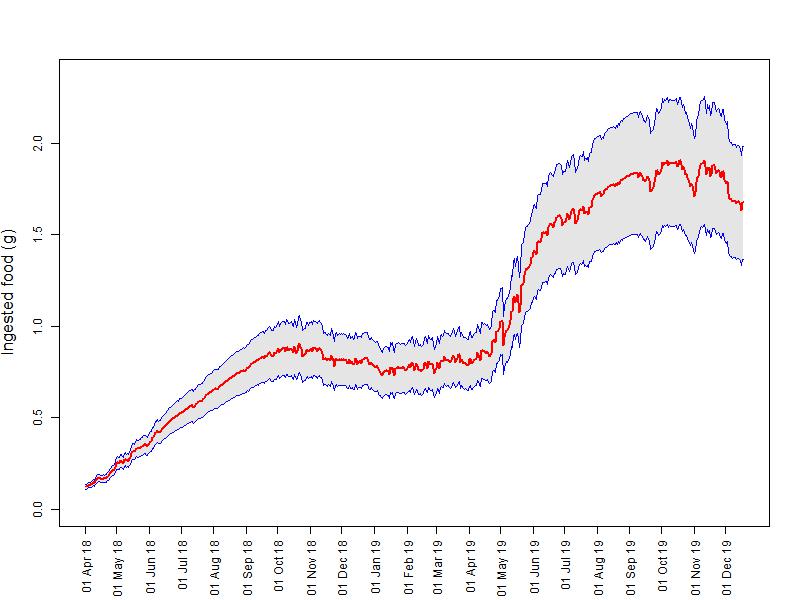 Ingested food (g)
2.0
1.5
1.0
0.5
0.0
01 Apr 18
01 May 18
01 Jun 18
01 Jul 18
01 Aug 18
01 Sep 18
01 Oct 18
01 Nov 18
01 Dec 18
01 Jan 19
01 Feb 19
01 Mar 19
01 Apr 19
01 May 19
01 Jun 19
01 Jul 19
01 Aug 19
01 Sep 19
01 Oct 19
01 Nov 19
01 Dec 19